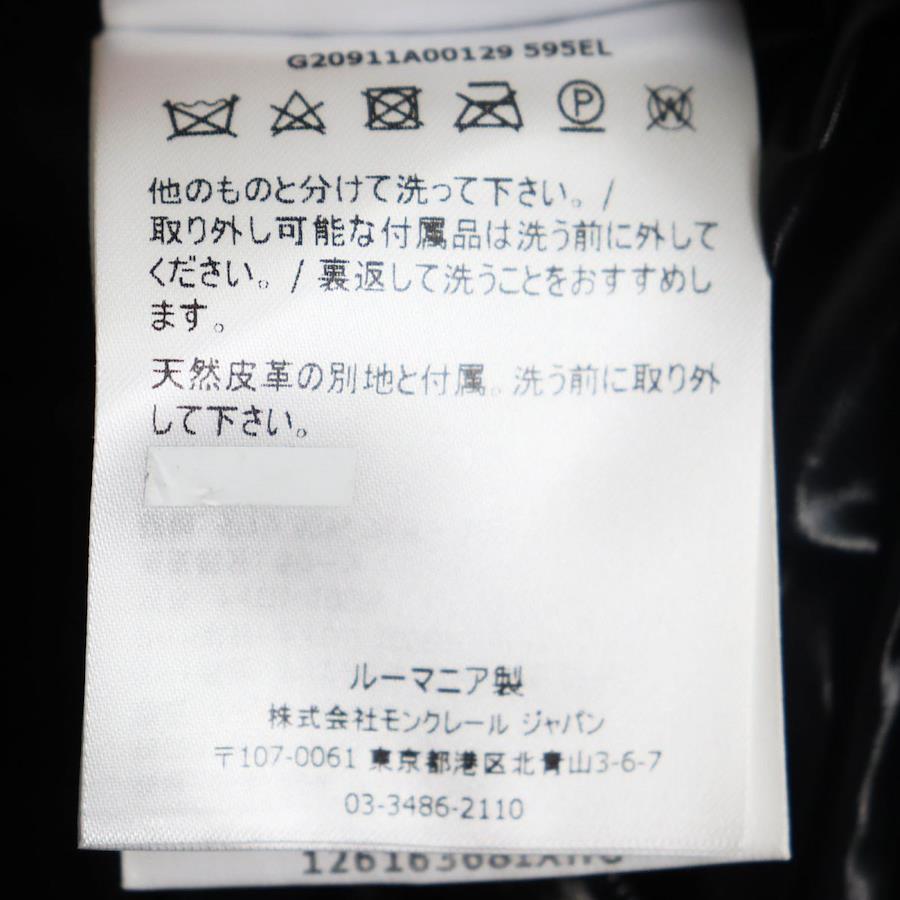 G20911A00129 595EL
P
W
他のものと分けて洗って下さい。/
取り外し可能な付属品は洗う前に外して
ください。/ 裏返して洗うことをおすすめし
ます。
天然皮革の別地と付属。洗う前に取り外
して下さい。
ルーマニア製
株式会社モンクレール ジャパン
〒107-0061 東京都港区北青山3-6-7
03-3486-2110